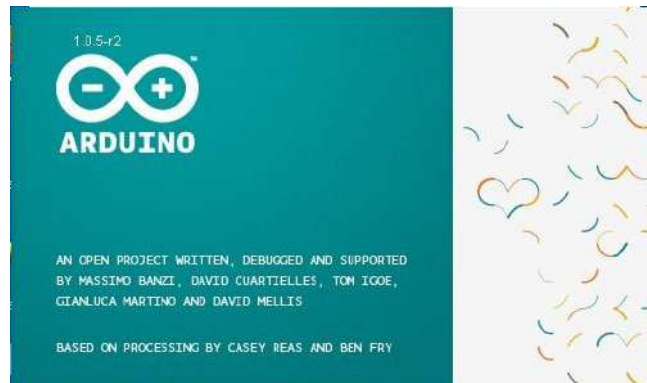 1.0.5-r2
ARDUINO
AN OPEN PROJECT WRITTEN, DEBUGGED AND SUPPORTED
BY MASSIMO BANZI, DAVID CUARTIELLES, TOM IGOE,
GIANLUCA MARTINO AND DAVID MELLIS
BASED ON PROCESSING BY CASEY REAS AND BEN FRY